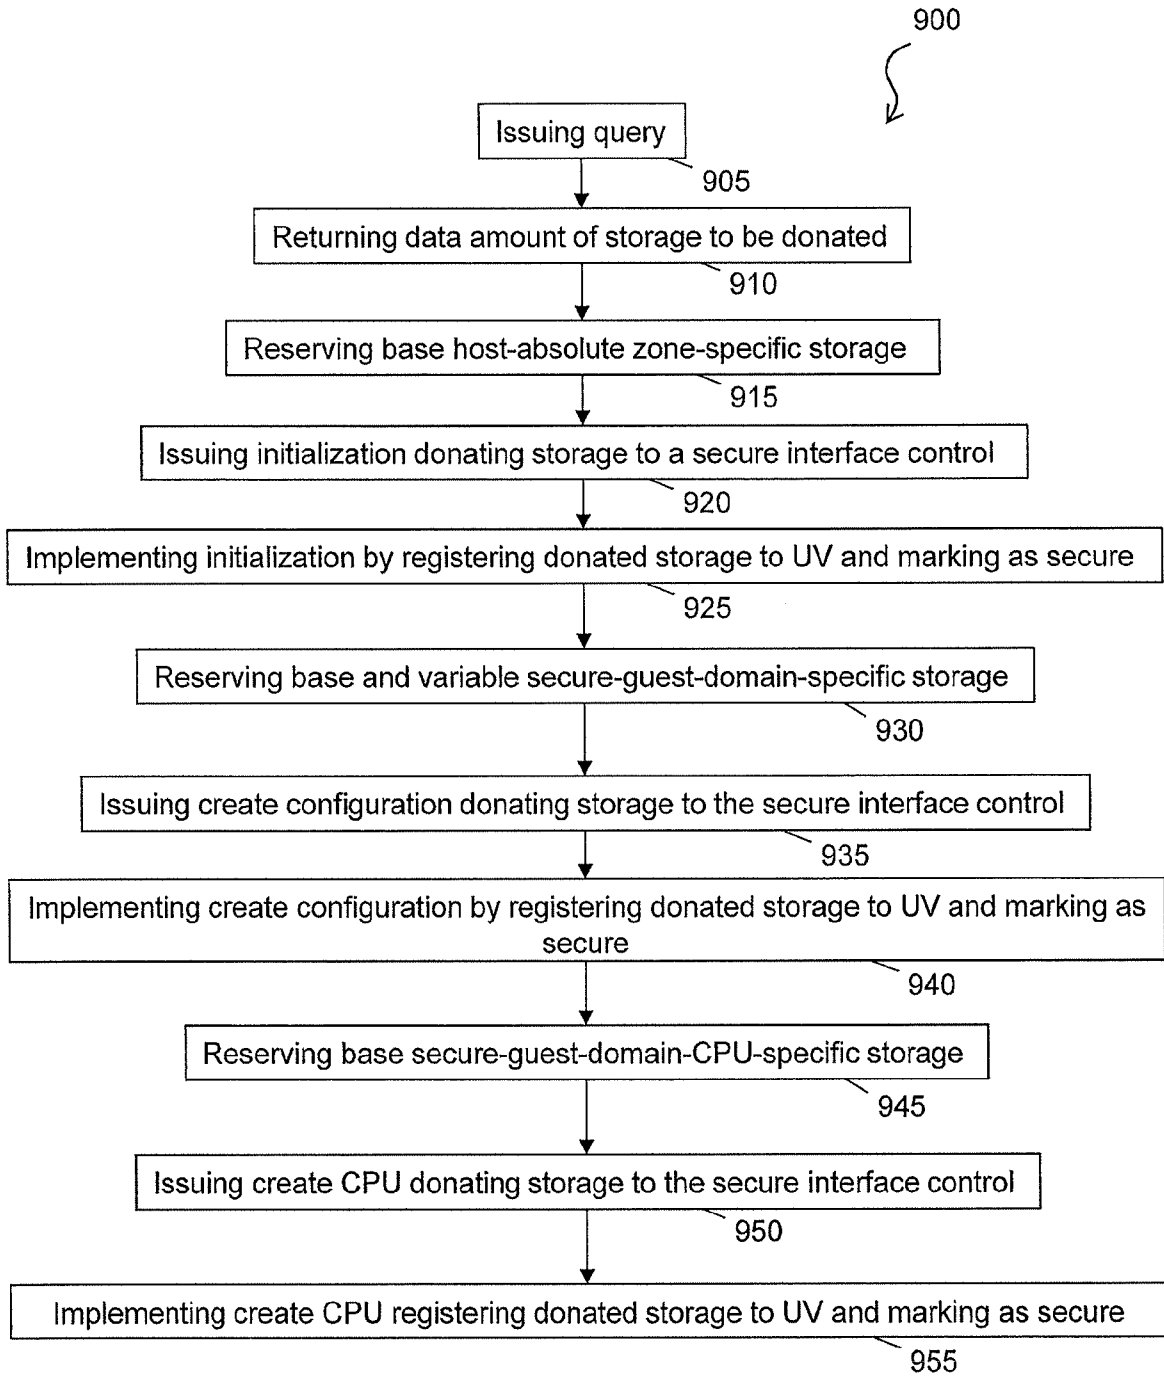 900
Issuing query
905
Returning data amount of storage to be donated
910
Reserving base host-absolute zone-specific storage
915
Issuing initialization donating storage to a secure interface control
920
Implementing initialization by registering donated storage to UV and marking as secure
925
Reserving base and variable secure-guest-domain-specific storage
930
Issuing create configuration donating storage to the secure interface control
935
Implementing create configuration by registering donated storage to UV and marking as
secure
940
Reserving base secure-guest-domain-CPU-specific storage
945
Issuing create CPU donating storage to the secure interface control
950
Implementing create CPU registering donated storage to UV and marking as secure
955